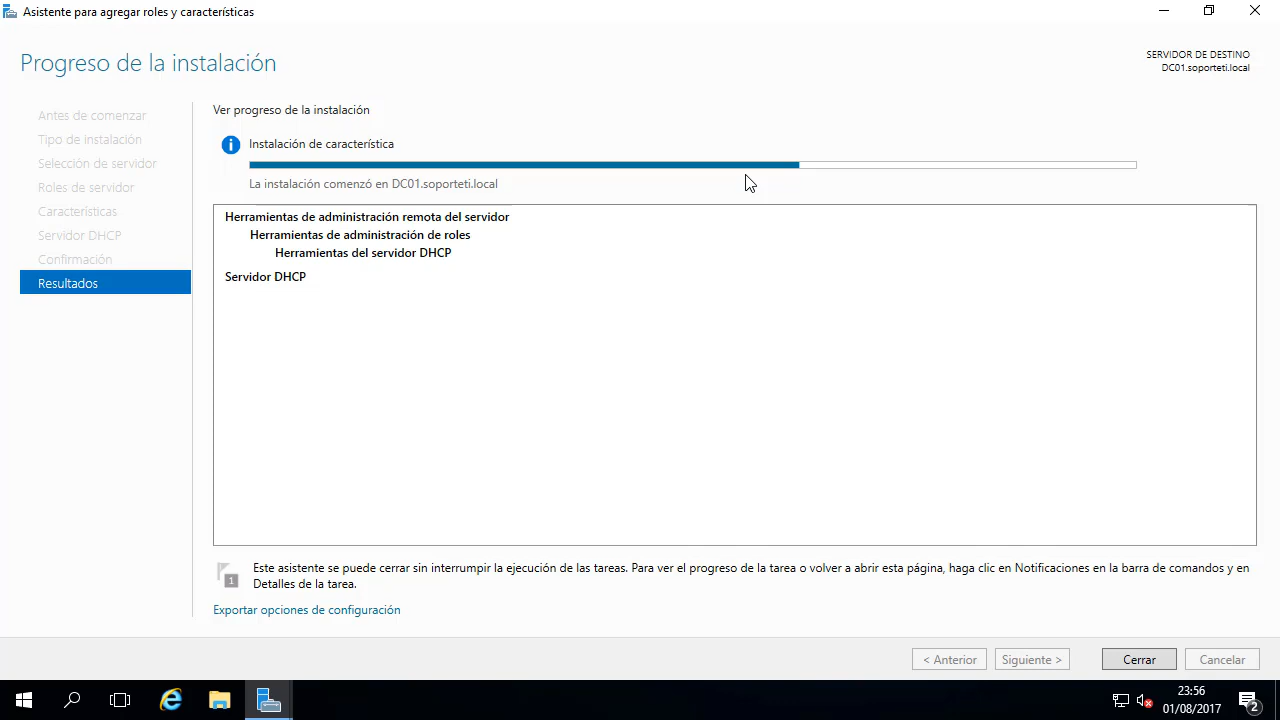 Asistente para agregar roles y características
Progreso de la instalación
SERVIDOR DE DESTINO
DC01.soporteti.local
Antes de comenzar
Tipo de instalación
Selección de servidor
Roles de servidor
Características
Servidor DHCP
Confirmación
Resultados
Ver progreso de la instalación
Instalación de característica
La instalación comenzó en DC01.soporteti.local
Herramientas de administración remota del servidor
Herramientas de administración de roles
Herramientas del servidor DHCP
Servidor DHCP
1
Este asistente se puede cerrar sin interrumpir la ejecución de las tareas. Para ver el progreso de la tarea o volver a abrir esta página, haga clic en Notificaciones en la barra de comandos y en
Detalles de la tarea.
Exportar opciones de configuración
< Anterior
Siguiente >
Cerrar
Cancelar
23:56
01/08/2017
2